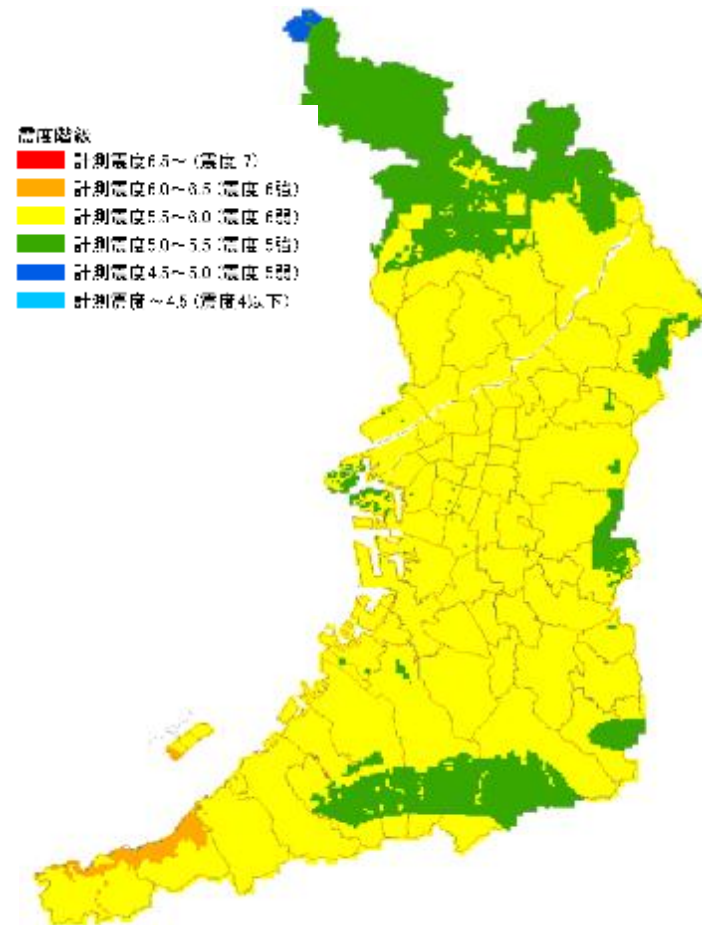 震度階級
計測震度6.5～ (震度 7)
計測震度6.0～6.5 (震度 6強)
計測震度5.5～6.0 (震度 6弱)
計測震度5.0～5.5 (震度 5強)
計測震度4.5～5.0 (震度 5弱)
計測震度～4.5 (震度4以下)